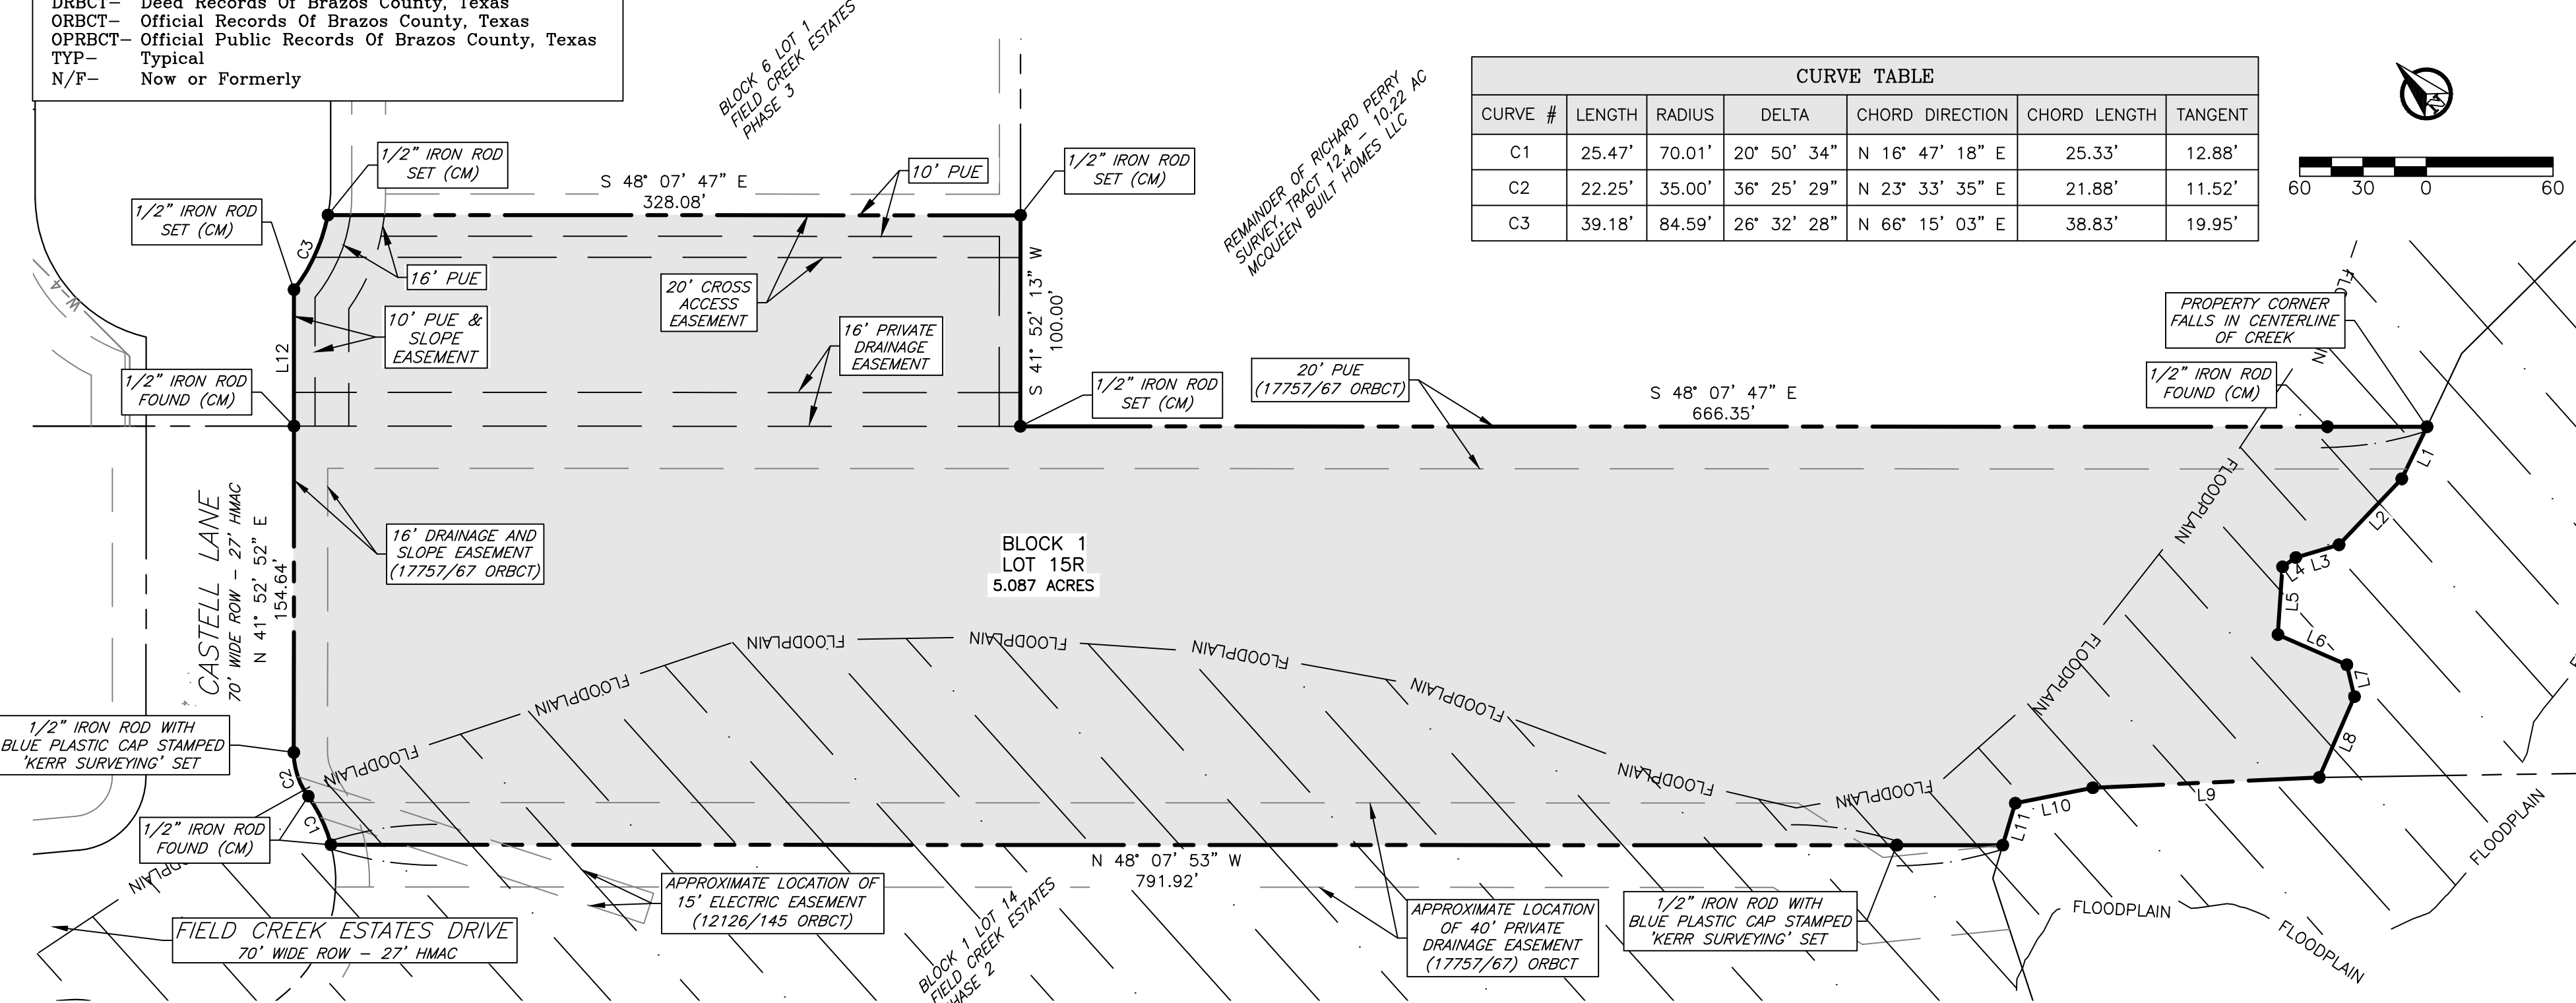 DRBCT- Deed Records Of Brazos County, Texas
ORBCT- Official Records Of Brazos County, Texas
OPRBCT- Official Public Records Of Brazos County, Texas
TYP- Typical
N/F- Now or Formerly
BLOCK 6 LOT 1
FIELD CREEK ESTATES
PHASE 3
REMAINDER OF RICHARD PERRY
SURVEY, TRACT 12.4 - 10.22 AC
MCQUEEN BUILT HOMES LLC
CURVE TABLE
CURVE # LENGTH RADIUS DELTA CHORD DIRECTION CHORD LENGTH TANGENT
C1 25.47' 70.01' 20° 50' 34" N 16° 47' 18" E 25.33' 12.88'
C2 22.25' 35.00' 36° 25' 29" N 23° 33' 35" E 21.88' 11.52'
C3 39.18' 84.59' 26° 32' 28" N 66° 15' 03" E 38.83' 19.95'
60 30 0 60
1/2" IRON ROD
SET (CM)
1/2" IRON ROD
SET (CM)
S 48° 07' 47" E
328.08'
10' PUE
1/2" IRON ROD
SET (CM)
C3
16' PUE
20' CROSS
ACCESS
EASEMENT
S 41° 52' 13" W
100.00'
W-4
10' PUE &
SLOPE
EASEMENT
16' PRIVATE
DRAINAGE
EASEMENT
L12
1/2" IRON ROD
FOUND (CM)
1/2" IRON ROD
SET (CM)
20' PUE
(17757/67 ORBCT)
S 48° 07' 47" E
666.35'
PROPERTY CORNER
FALLS IN CENTERLINE
OF CREEK
1/2" IRON ROD
FOUND (CM)
L1
L2
L3
L4
L5
L6
L7
L8
L9
L10
L11
CASTELL LANE
70' WIDE ROW - 27' HMAC
N 41° 52' 52" E
154.64'
16' DRAINAGE AND
SLOPE EASEMENT
(17757/67 ORBCT)
BLOCK 1
LOT 15R
5.087 ACRES
FLOODPLAIN
FLOODPLAIN
FLOODPLAIN
FLOODPLAIN
FLOODPLAIN
FLOODPLAIN
FLOODPLAIN
FLOODPLAIN
FLOODPLAIN
FLOODPLAIN
1/2" IRON ROD WITH
BLUE PLASTIC CAP STAMPED
'KERR SURVEYING' SET
C2
C1
1/2" IRON ROD
FOUND (CM)
FIELD CREEK ESTATES DRIVE
70' WIDE ROW - 27' HMAC
APPROXIMATE LOCATION OF
15' ELECTRIC EASEMENT
(12126/145 ORBCT)
N 48° 07' 53" W
791.92'
BLOCK 1 LOT 14
FIELD CREEK ESTATES
PHASE 2
APPROXIMATE LOCATION
OF 40' PRIVATE
DRAINAGE EASEMENT
(17757/67) ORBCT
1/2" IRON ROD WITH
BLUE PLASTIC CAP STAMPED
'KERR SURVEYING' SET
FLOODPLAIN
FLOODPLAIN
FLOODPLAIN